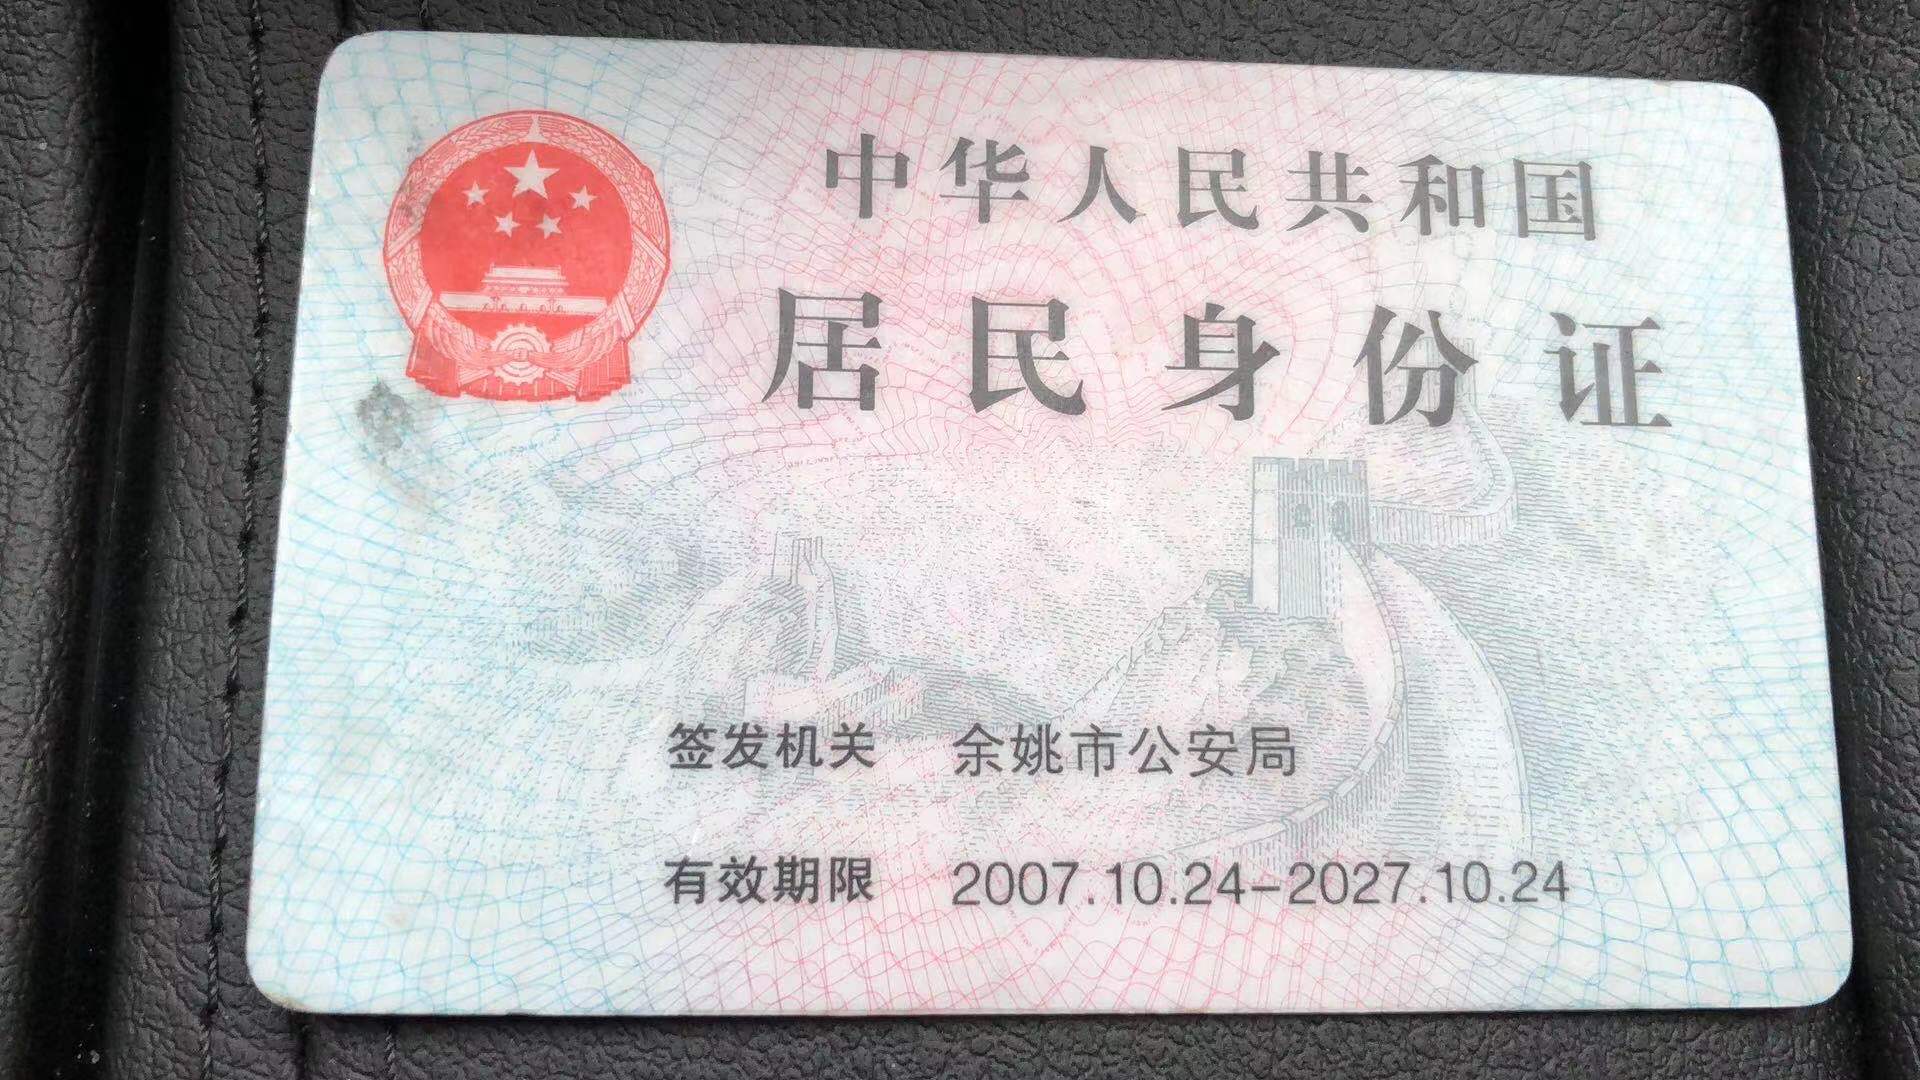 中华人民共和国
居民身份证
签发机关 余姚市公安局
有效期限 2007.10.24-2027.10.24